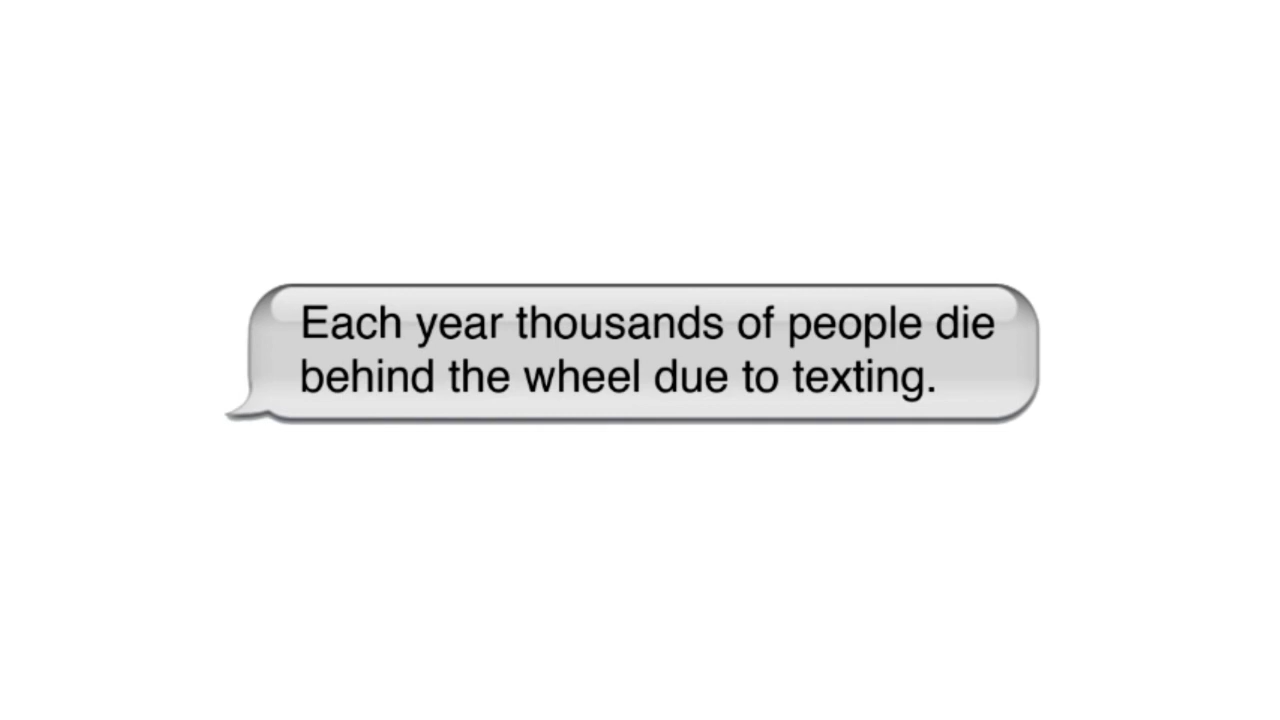 Each year thousands of people die
behind the wheel due to texting.